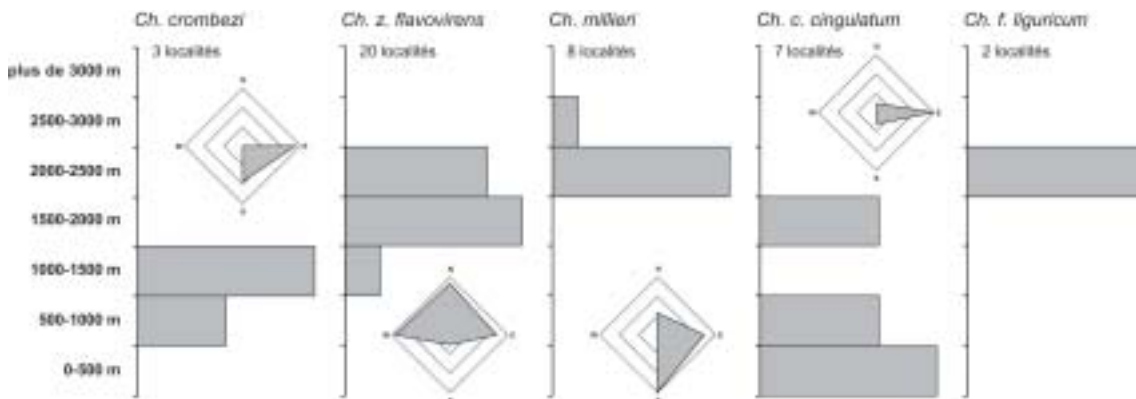 Ch. crombezi Ch. z. flavovirens Ch. millieri Ch. c. cingulatum Ch. f. liguricum
3 localités 20 localités 8 localités 7 localités 2 localités
plus de 3000 m
2500-3000 m
2000-2500 m
1500-2000 m
1000-1500 m
500-1000 m
0-500 m